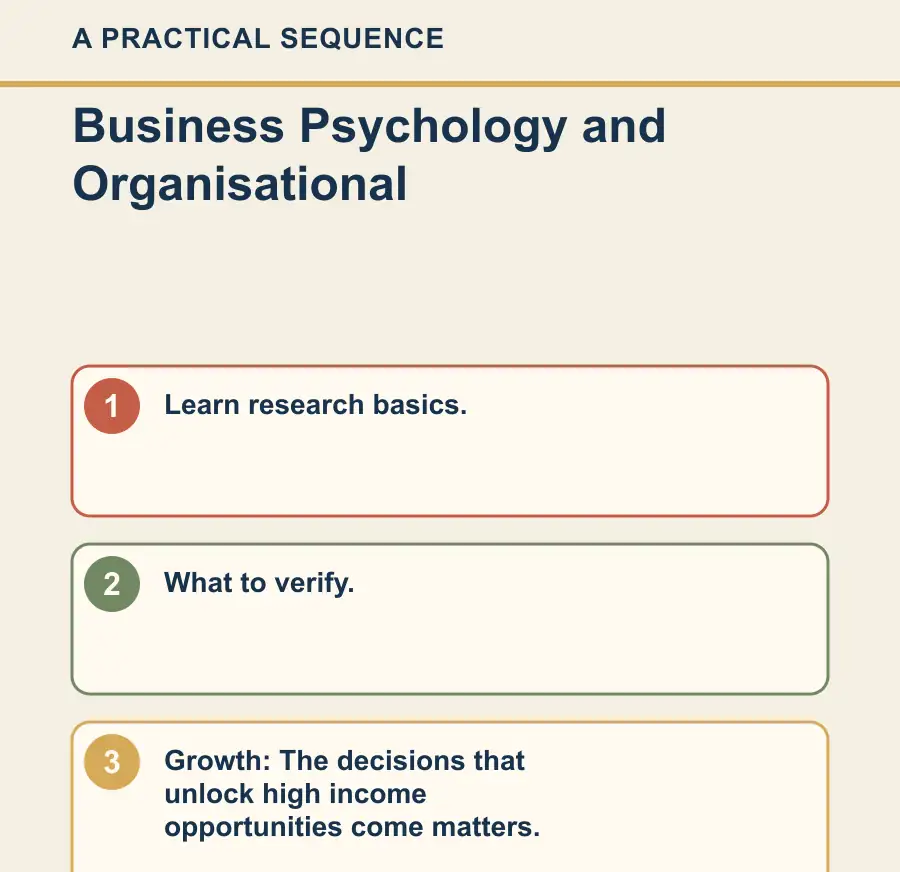 A PRACTICAL SEQUENCE
Business Psychology and
Organisational
1
Learn research basics.
2
What to verify.
3
Growth: The decisions that
unlock high income
opportunities come matters.